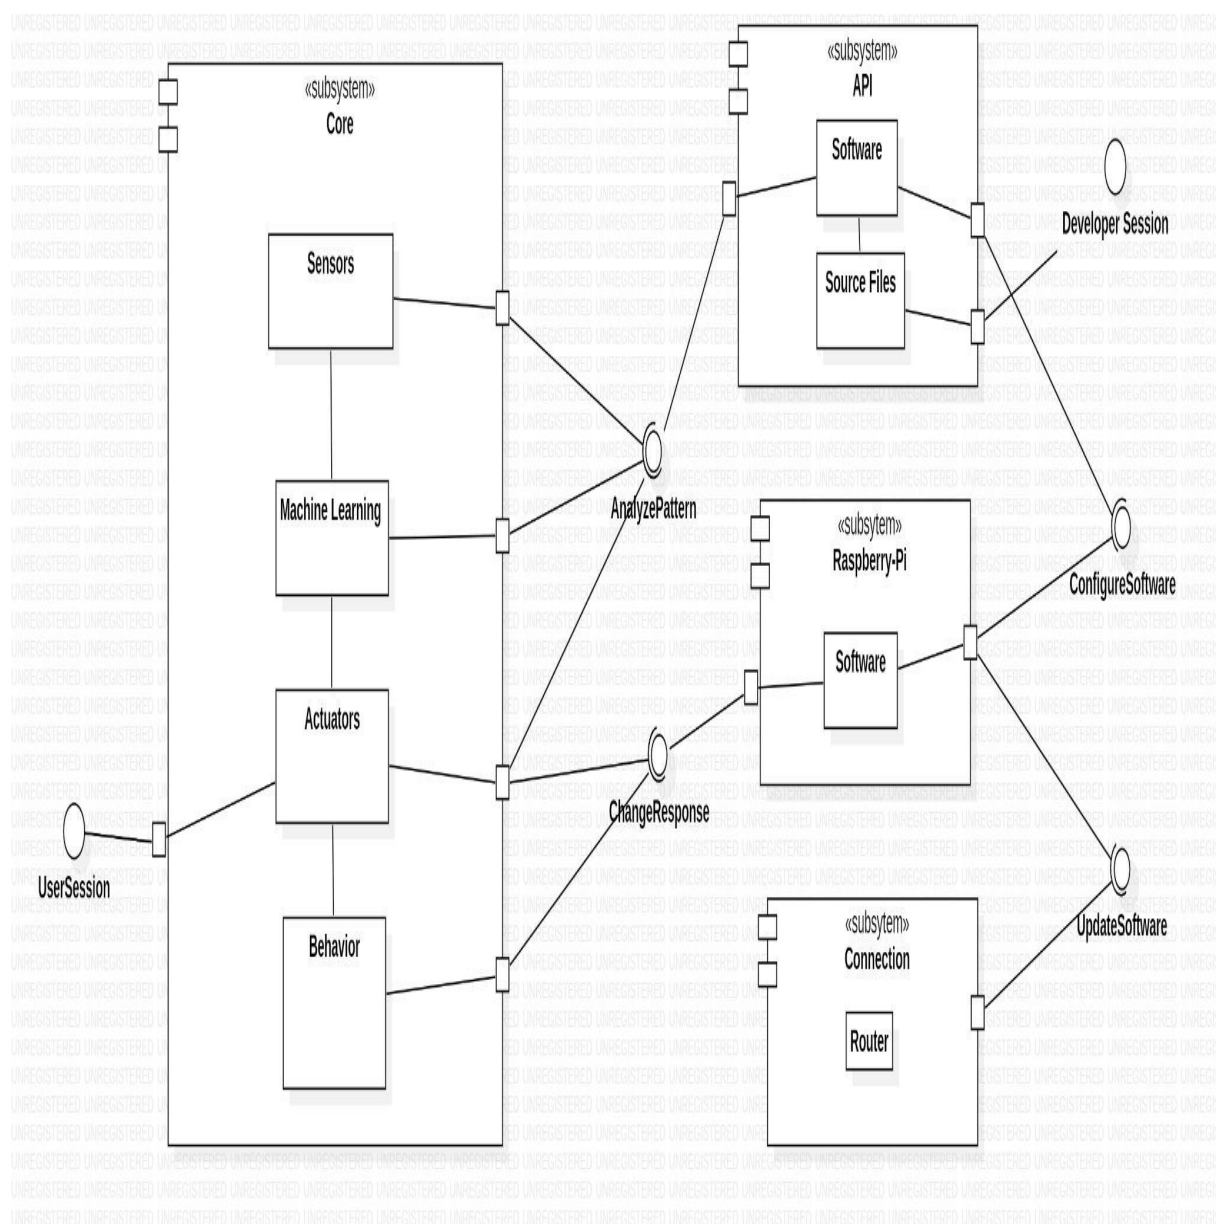 «subsystem»
Core
Sensors
Machine Learning
Actuators
Behavior
UserSession
AnalyzePattern
ChangeResponse
«subsystem»
API
Software
Source Files
Developer Session
«subsytem»
Raspberry-Pi
Software
ConfigureSoftware
UpdateSoftware
«subsytem»
Connection
Router
UNREGISTERED